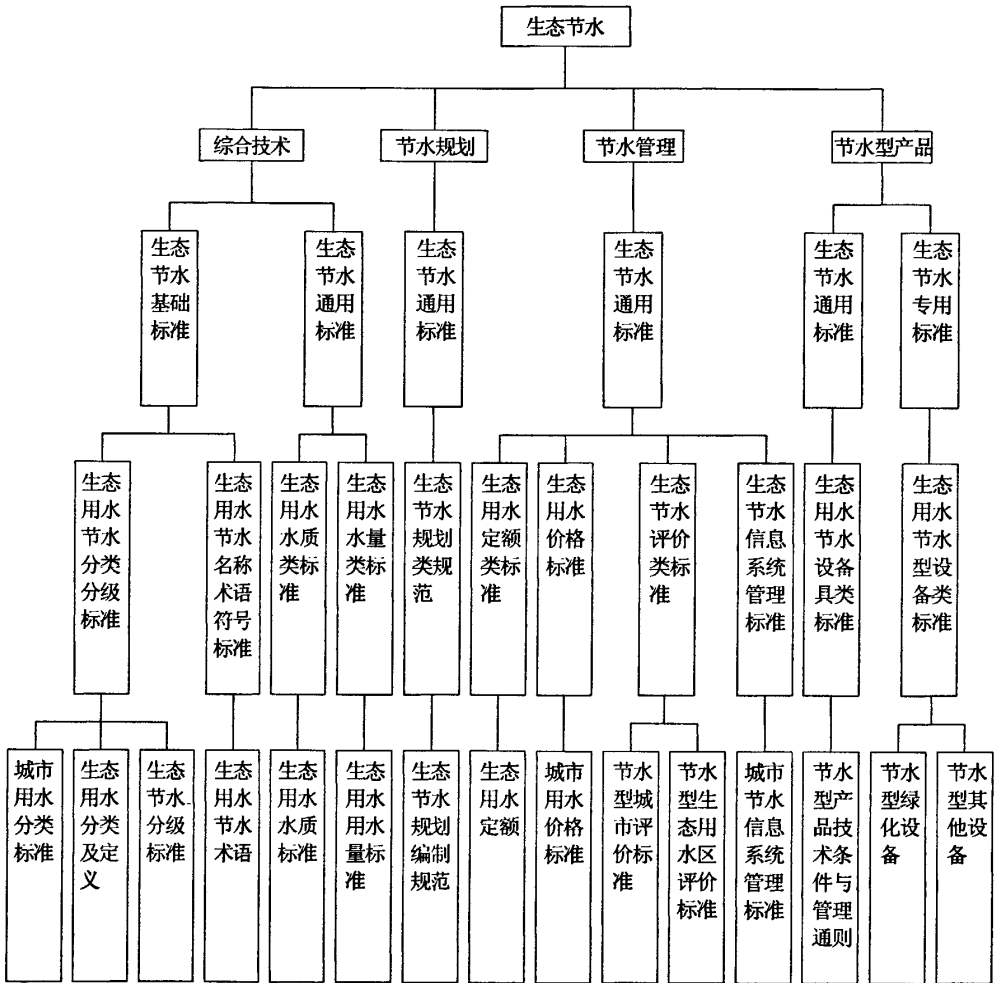 生态节水
综合技术
节水规划
节水管理
节水型产品
生态
节水
基础
标准
生态
节水
通用
标准
生态
节水
通用
标准
生态
节水
通用
标准
生态
节水
通用
标准
生态
节水
专用
标准
生态
用水
节水
分类
分级
标准
生态
用水
节水
名称
术语
符号
标准
生态
用水
水质
类标
准
生态
用水
水量
类标
准
生态
节水
规划
类规
范
生态
用水
定额
类标
准
生态
用水
价格
标准
生态
节水
评价
类标
准
生态
节水
信息
系统
管理
标准
生态
用水
节水
设备
具类
标准
生态
用水
节水
型设
备类
标准
城市
用水
分类
标准
生态
用水
分类
及定
义
生态
节水
分级
标准
生态
用水
节水
术语
生态
用水
水质
标准
生态
用水
用水
量标
准
生态
节水
规划
编制
规范
生态
用水
定额
城市
用水
价格
标准
节水
型城
市评
价标
准
节水
型生
态用
水区
评价
标准
城市
节水
信息
系统
管理
标准
节水
型产
品技
术条
件与
管理
通则
节水
型绿
化设
备
节水
型其
他设
备